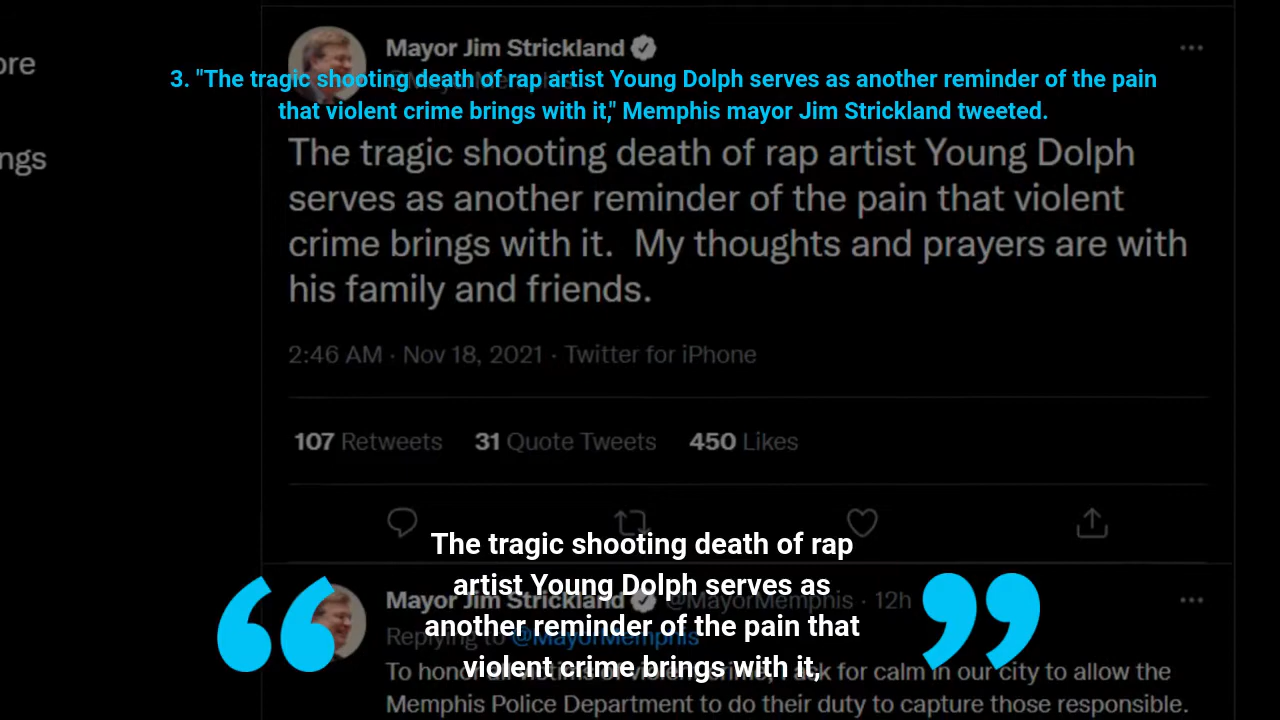 ore
ngs
Mayor Jim Strickland
3. "The tragic shooting death of rap artist Young Dolph serves as another reminder of the pain
that violent crime brings with it," Memphis mayor Jim Strickland tweeted.
The tragic shooting death of rap artist Young Dolph
serves as another reminder of the pain that violent
crime brings with it. My thoughts and prayers are with
his family and friends.
2:46 AM · Nov 18, 2021 · Twitter for iPhone
107 Retweets 31 Quote Tweets 450 Likes
The tragic shooting death of rap
artist Young Dolph serves as
another reminder of the pain that
violent crime brings with it,
Mayor Jim Strickland @MayorMemphis · 12h
Replying to @MayorMemphis
To honor all victims of violent crime, I ask for calm in our city to allow the
Memphis Police Department to do their duty to capture those responsible.